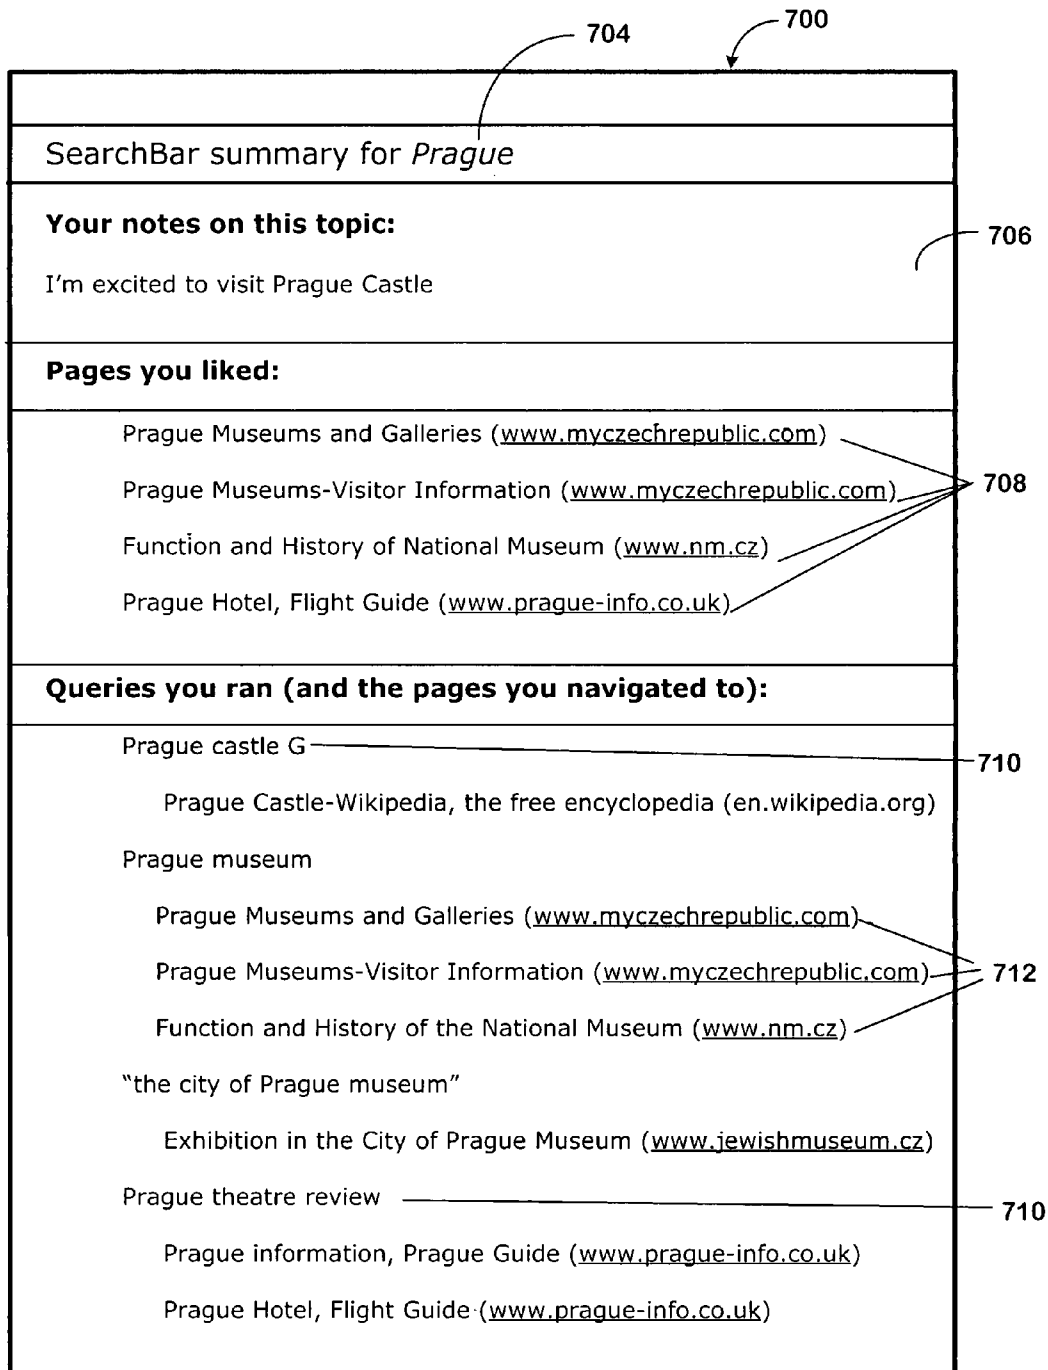 700
704
SearchBar summary for Prague
Your notes on this topic:
706
I'm excited to visit Prague Castle
Pages you liked:
Prague Museums and Galleries (www.myczechrepublic.com)
708
Prague Museums-Visitor Information (www.myczechrepublic.com)
Function and History of National Museum (www.nm.cz)
Prague Hotel, Flight Guide (www.prague-info.co.uk)
Queries you ran (and the pages you navigated to):
Prague castle G
710
Prague Castle-Wikipedia, the free encyclopedia (en.wikipedia.org)
Prague museum
Prague Museums and Galleries (www.myczechrepublic.com)
Prague Museums-Visitor Information (www.myczechrepublic.com)
712
Function and History of the National Museum (www.nm.cz)
"the city of Prague museum"
Exhibition in the City of Prague Museum (www.jewishmuseum.cz)
Prague theatre review
710
Prague information, Prague Guide (www.prague-info.co.uk)
Prague Hotel, Flight Guide (www.prague-info.co.uk)